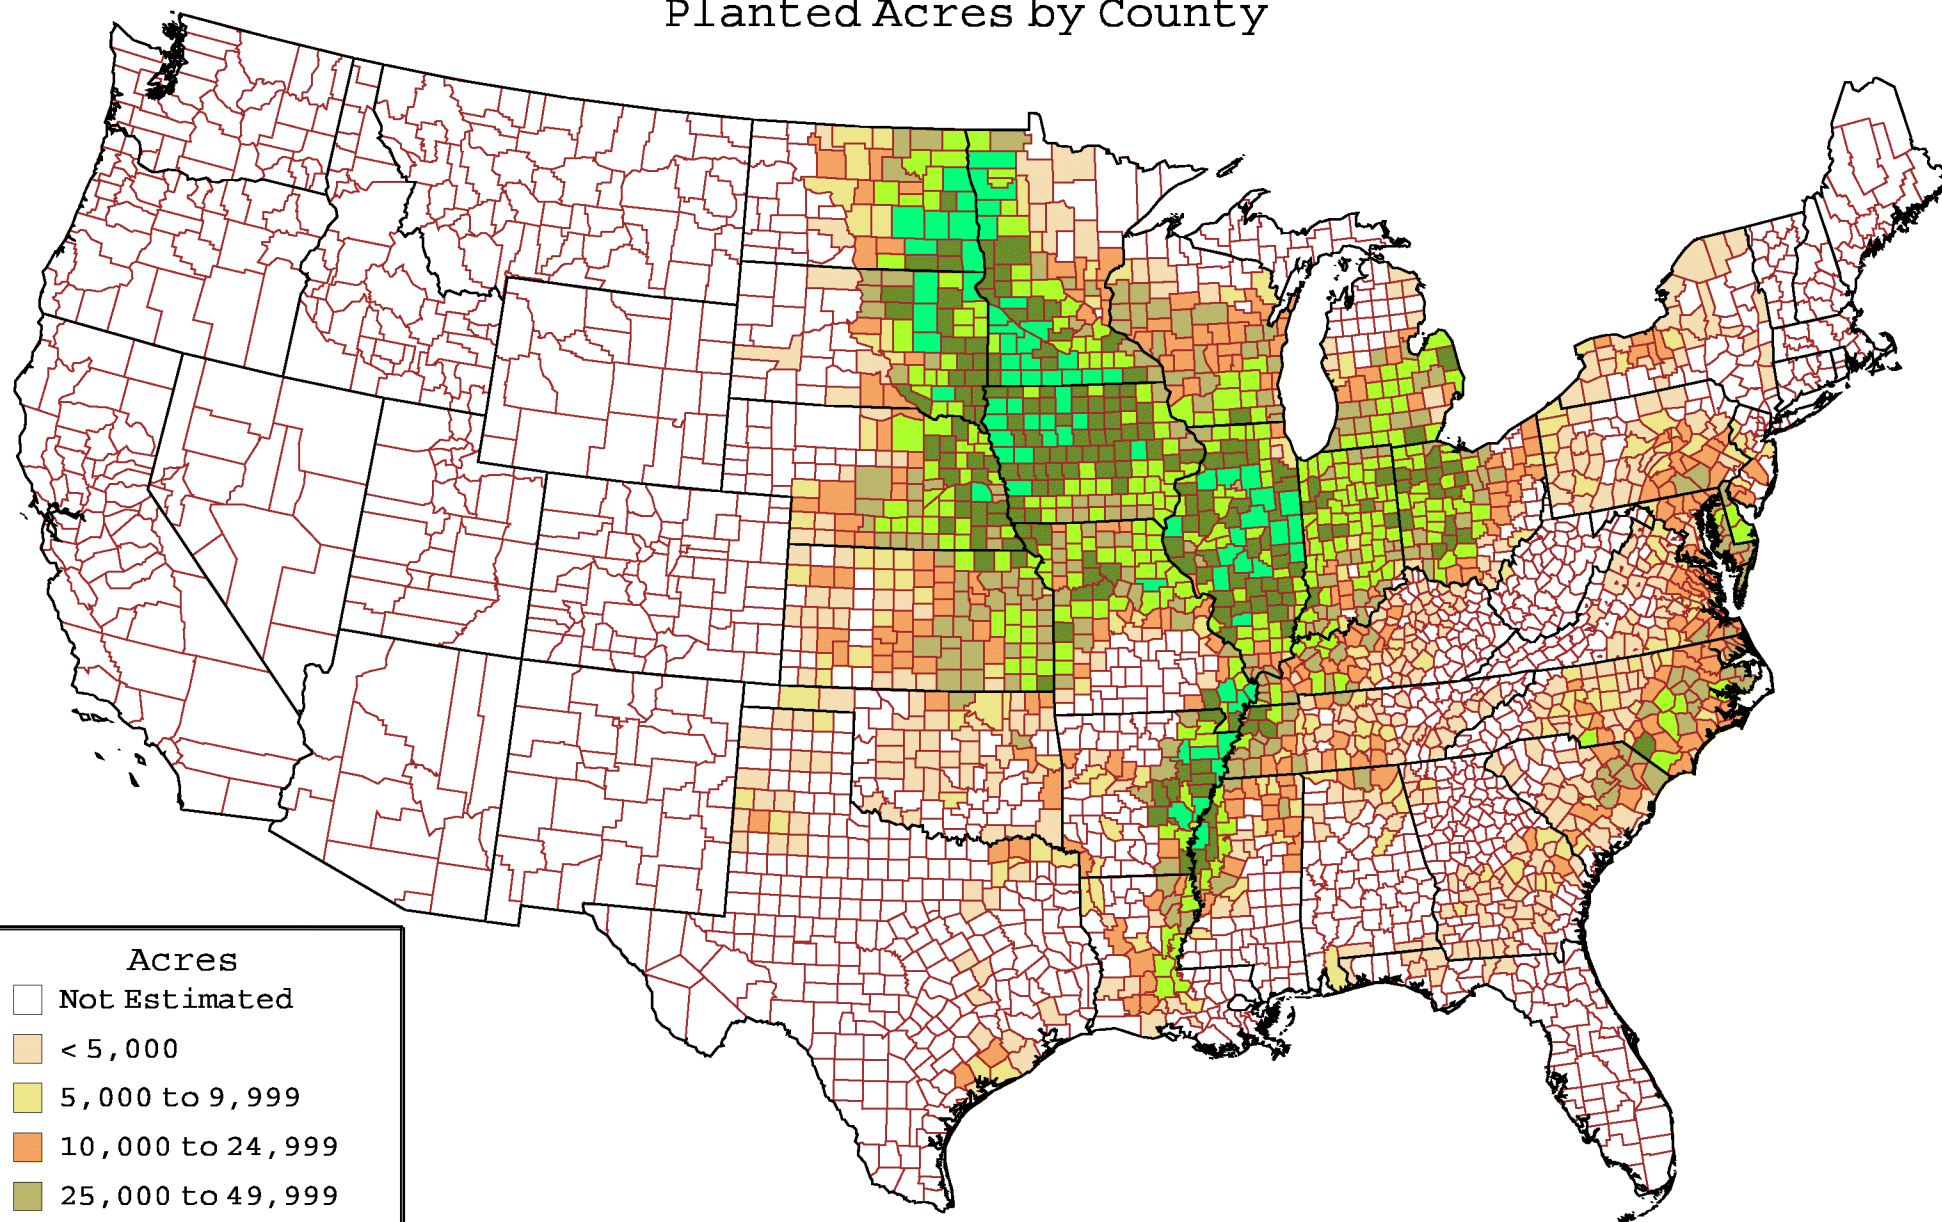 Planted Acres by County
Acres
Not Estimated
< 5,000
5,000 to 9,999
10,000 to 24,999
25,000 to 49,999